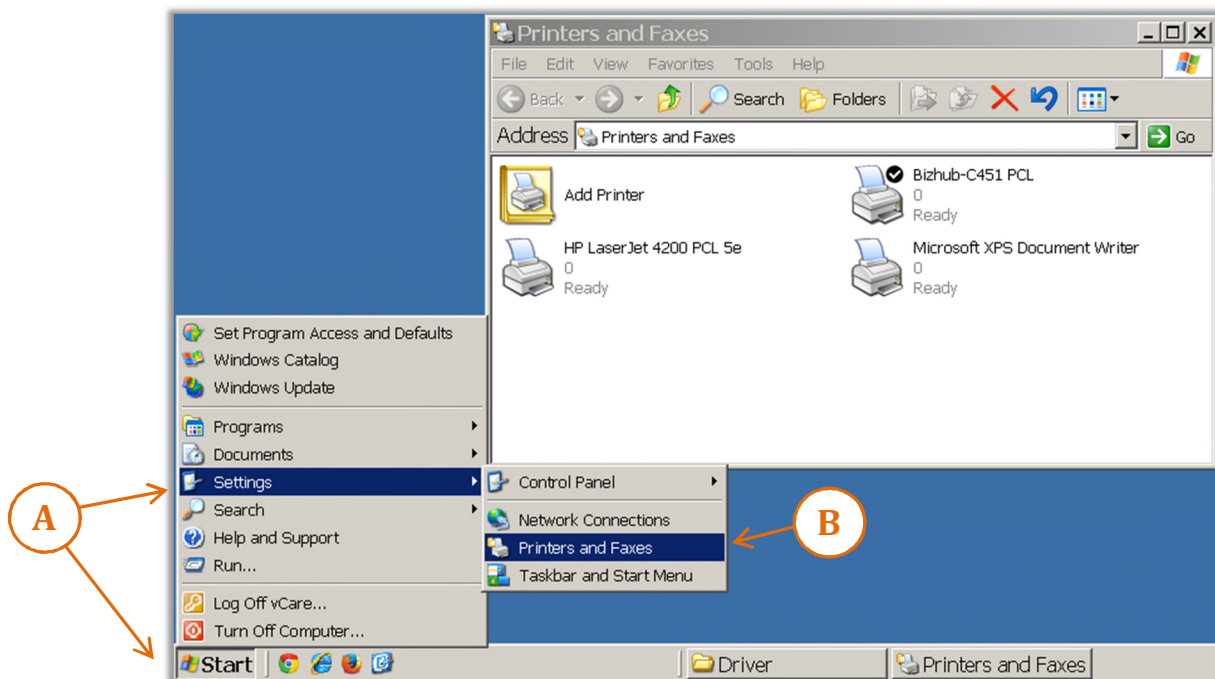 Printers and Faxes
File Edit View Favorites Tools Help
Back Search Folders
Address Printers and Faxes Go
Add Printer
Bizhub-C451 PCL
0
Ready
HP LaserJet 4200 PCL 5e
0
Ready
Microsoft XPS Document Writer
0
Ready
Set Program Access and Defaults
Windows Catalog
Windows Update
Programs
Documents
Settings
Search
Help and Support
Run...
Log Off vCare...
Turn Off Computer...
Control Panel
Network Connections
Printers and Faxes
Taskbar and Start Menu
A
B
Start Driver Printers and Faxes